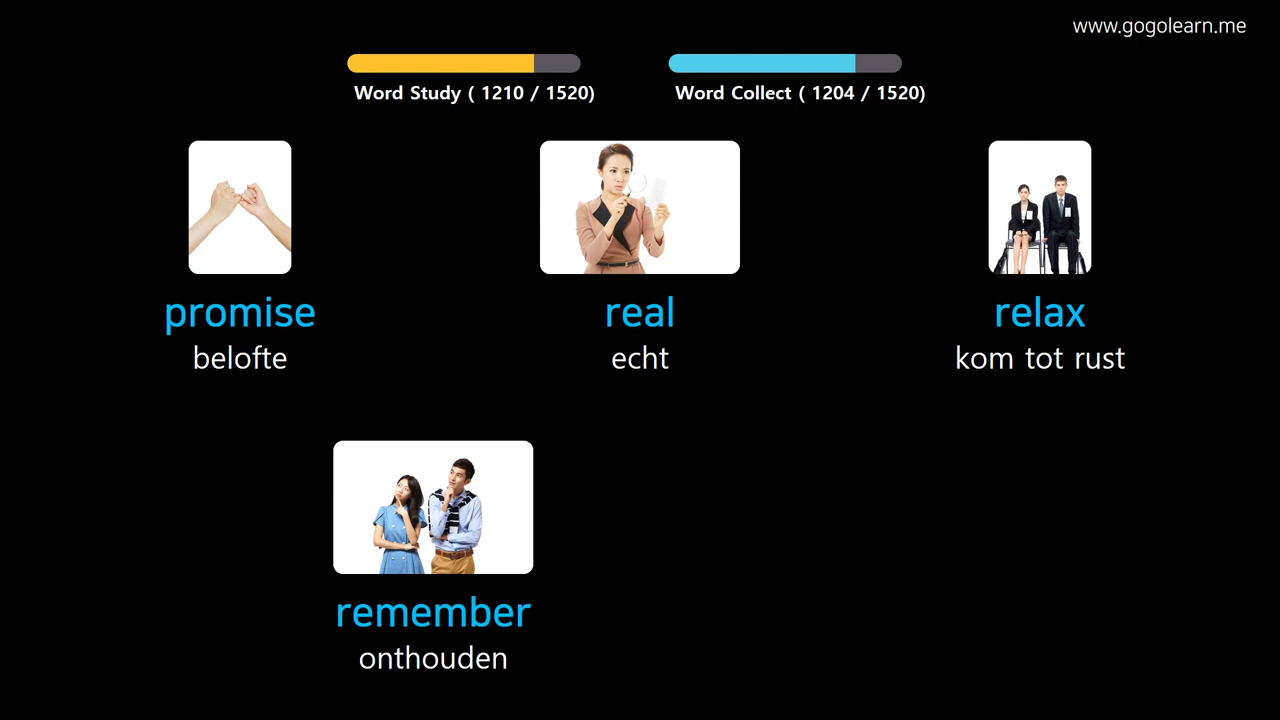 www.gogolearn.me
Word Study ( 1210 / 1520)
Word Collect ( 1204 / 1520)
promise
belofte
real
echt
relax
kom tot rust
remember
onthouden